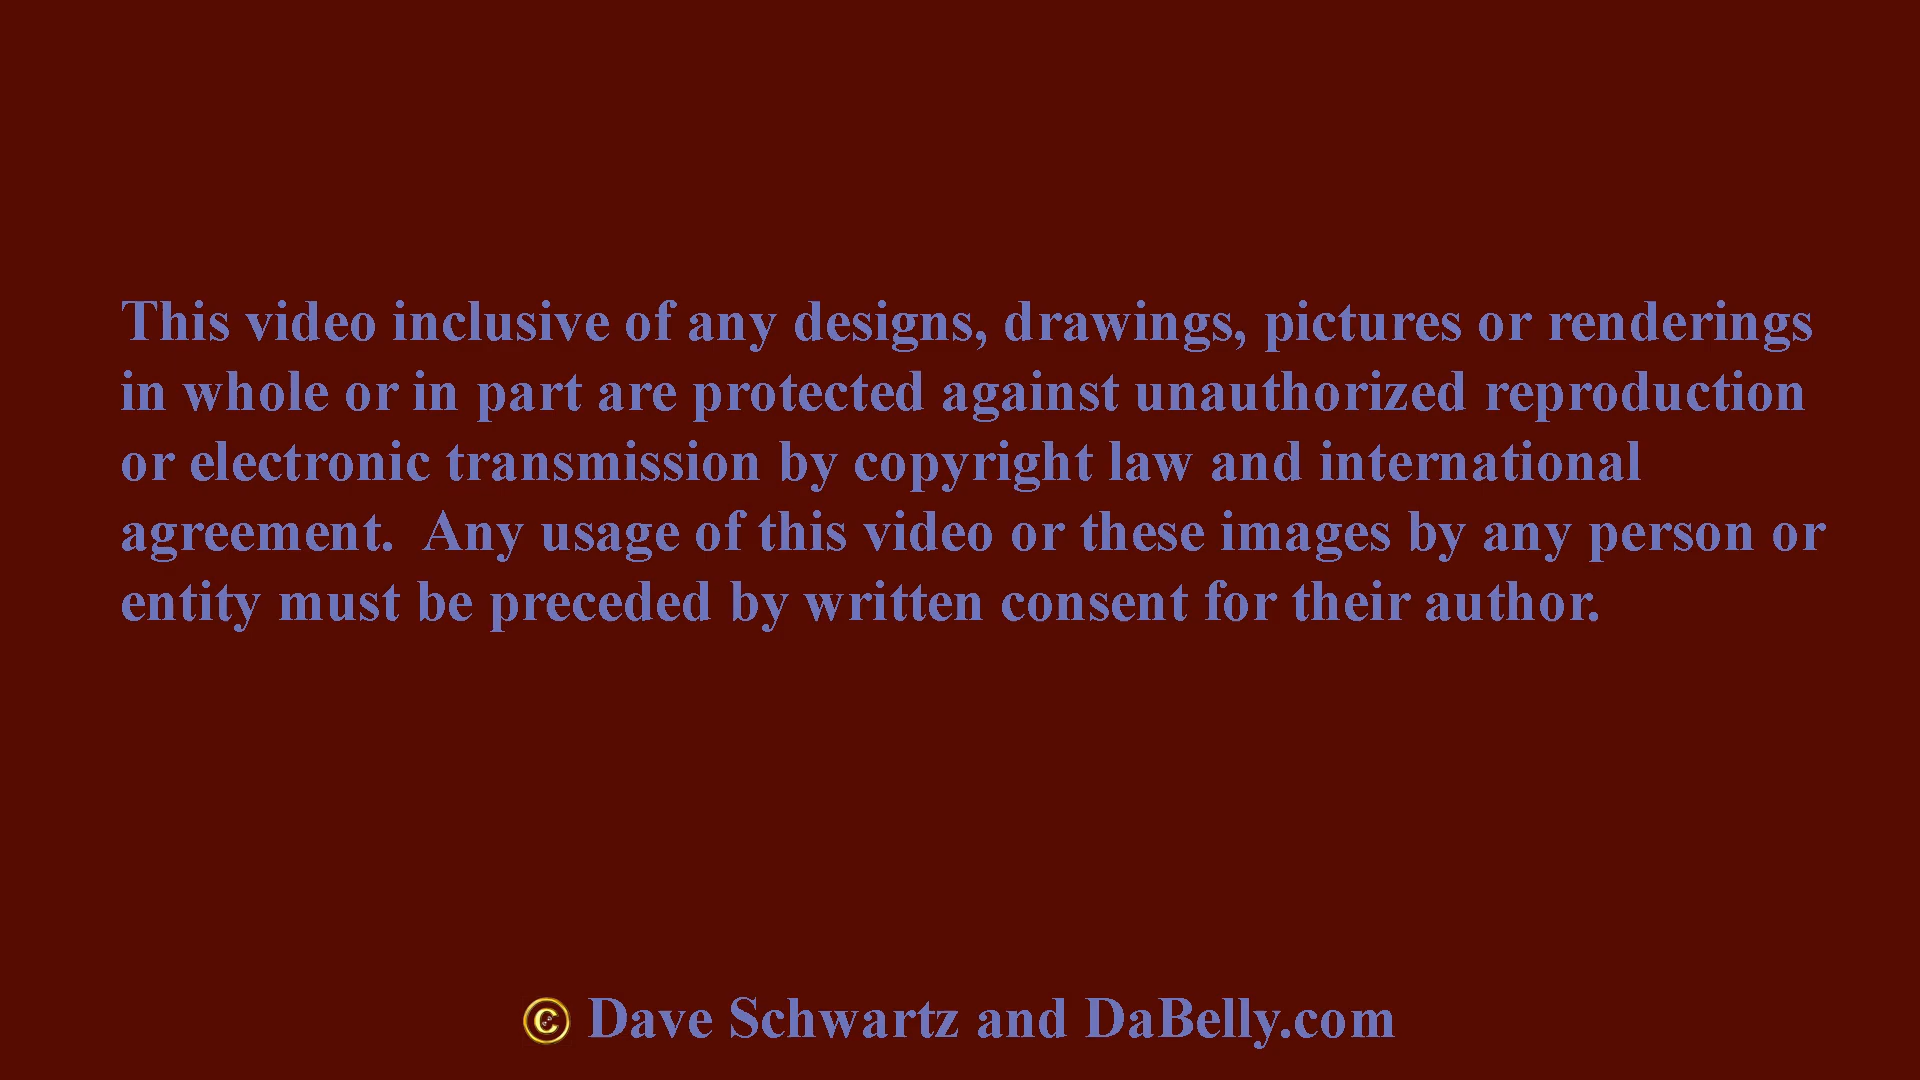 This video inclusive of any designs, drawings, pictures or renderings
in whole or in part are protected against unauthorized reproduction
or electronic transmission by copyright law and international
agreement.  Any usage of this video or these images by any person or
entity must be preceded by written consent for their author.
© Dave Schwartz and DaBelly.com